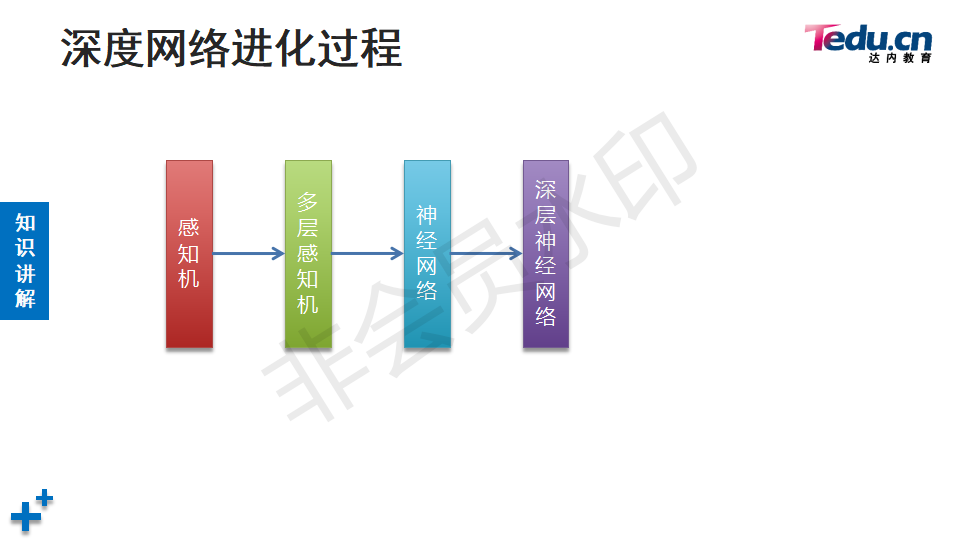 深度网络进化过程
Tedu.cn
达内教育
知识讲解
感知机
多层感知机
神经网络
深层神经网络
非会员水印